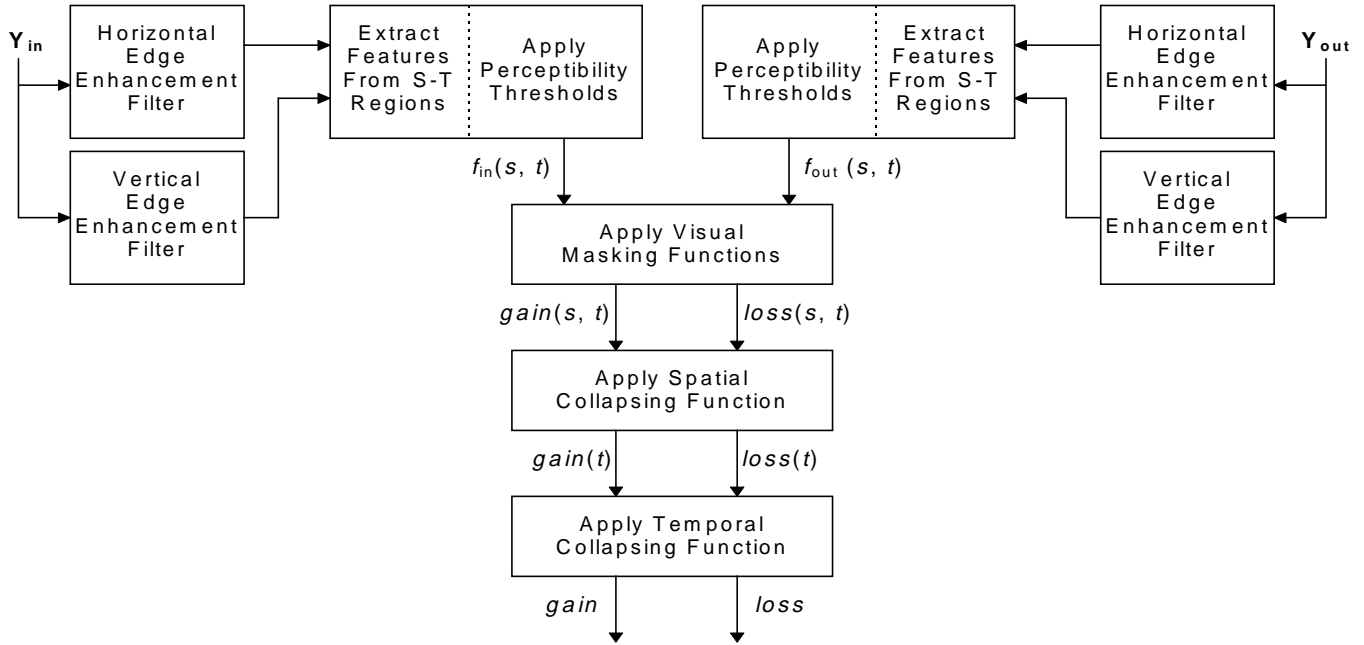 Y in
Horizontal
Edge
Enhancement
Filter
Vertical
Edge
Enhancement
Filter
Extract
Features
From S-T
Regions
Apply
Perceptibility
Thresholds
Apply
Perceptibility
Thresholds
Extract
Features
From S-T
Regions
Horizontal
Edge
Enhancement
Filter
Vertical
Edge
Enhancement
Filter
Y out
fin(s, t)
fout (s, t)
Apply Visual
Masking Functions
gain(s, t)
loss(s, t)
Apply Spatial
Collapsing Function
gain(t)
loss(t)
Apply Temporal
Collapsing Function
gain
loss